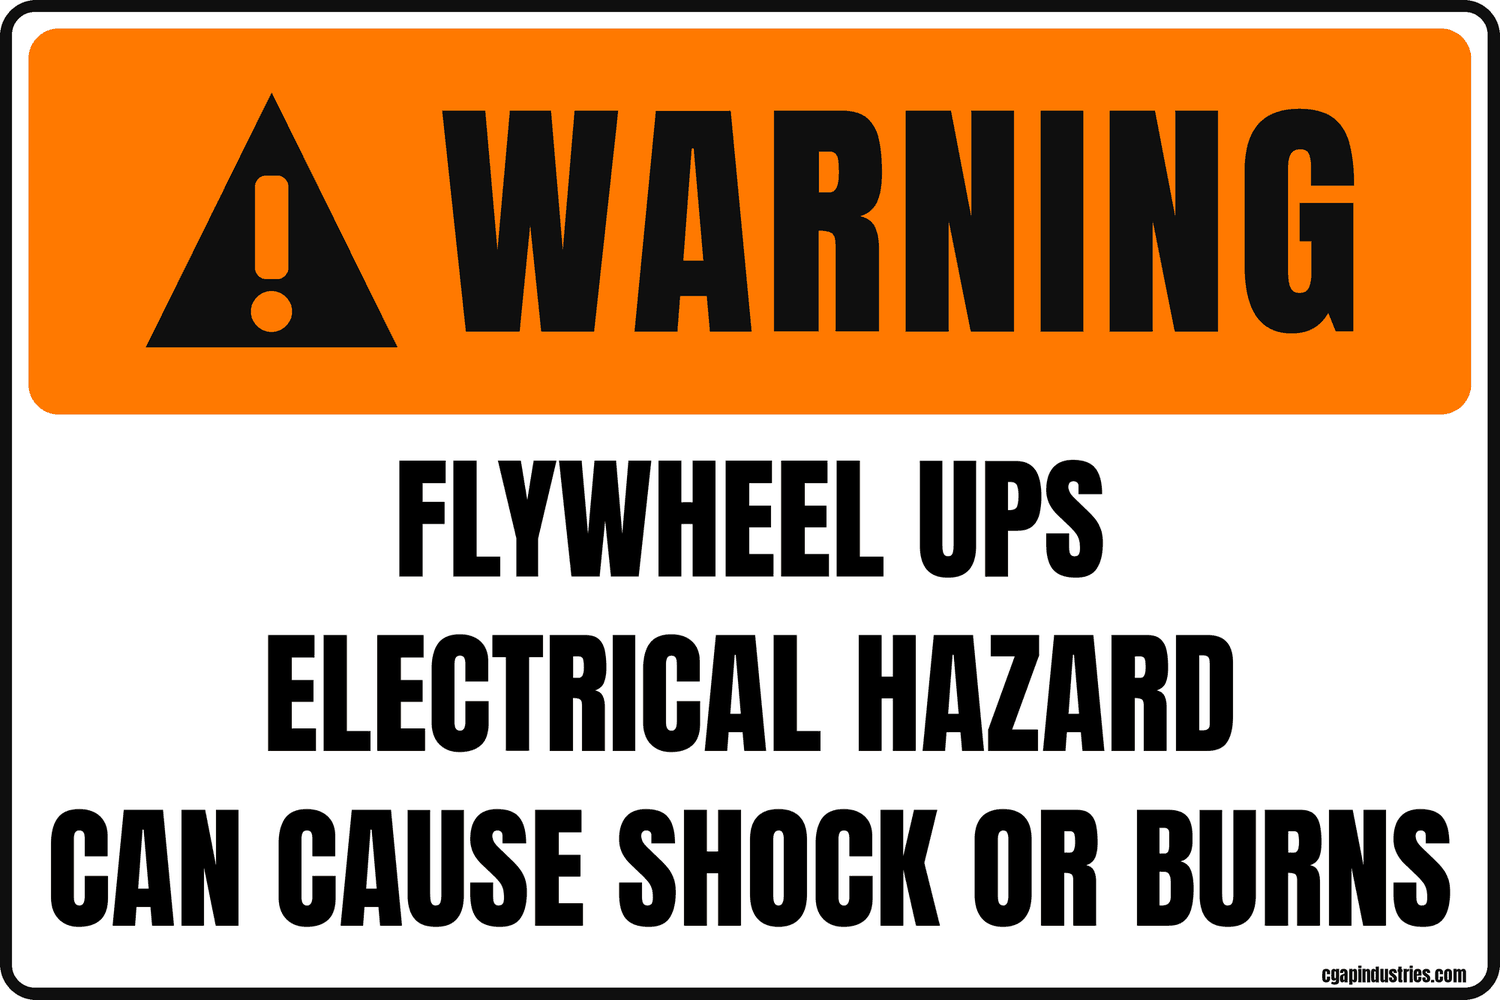 WARNING
FLYWHEEL UPS
ELECTRICAL HAZARD
CAN CAUSE SHOCK OR BURNS
cgapindustries.com